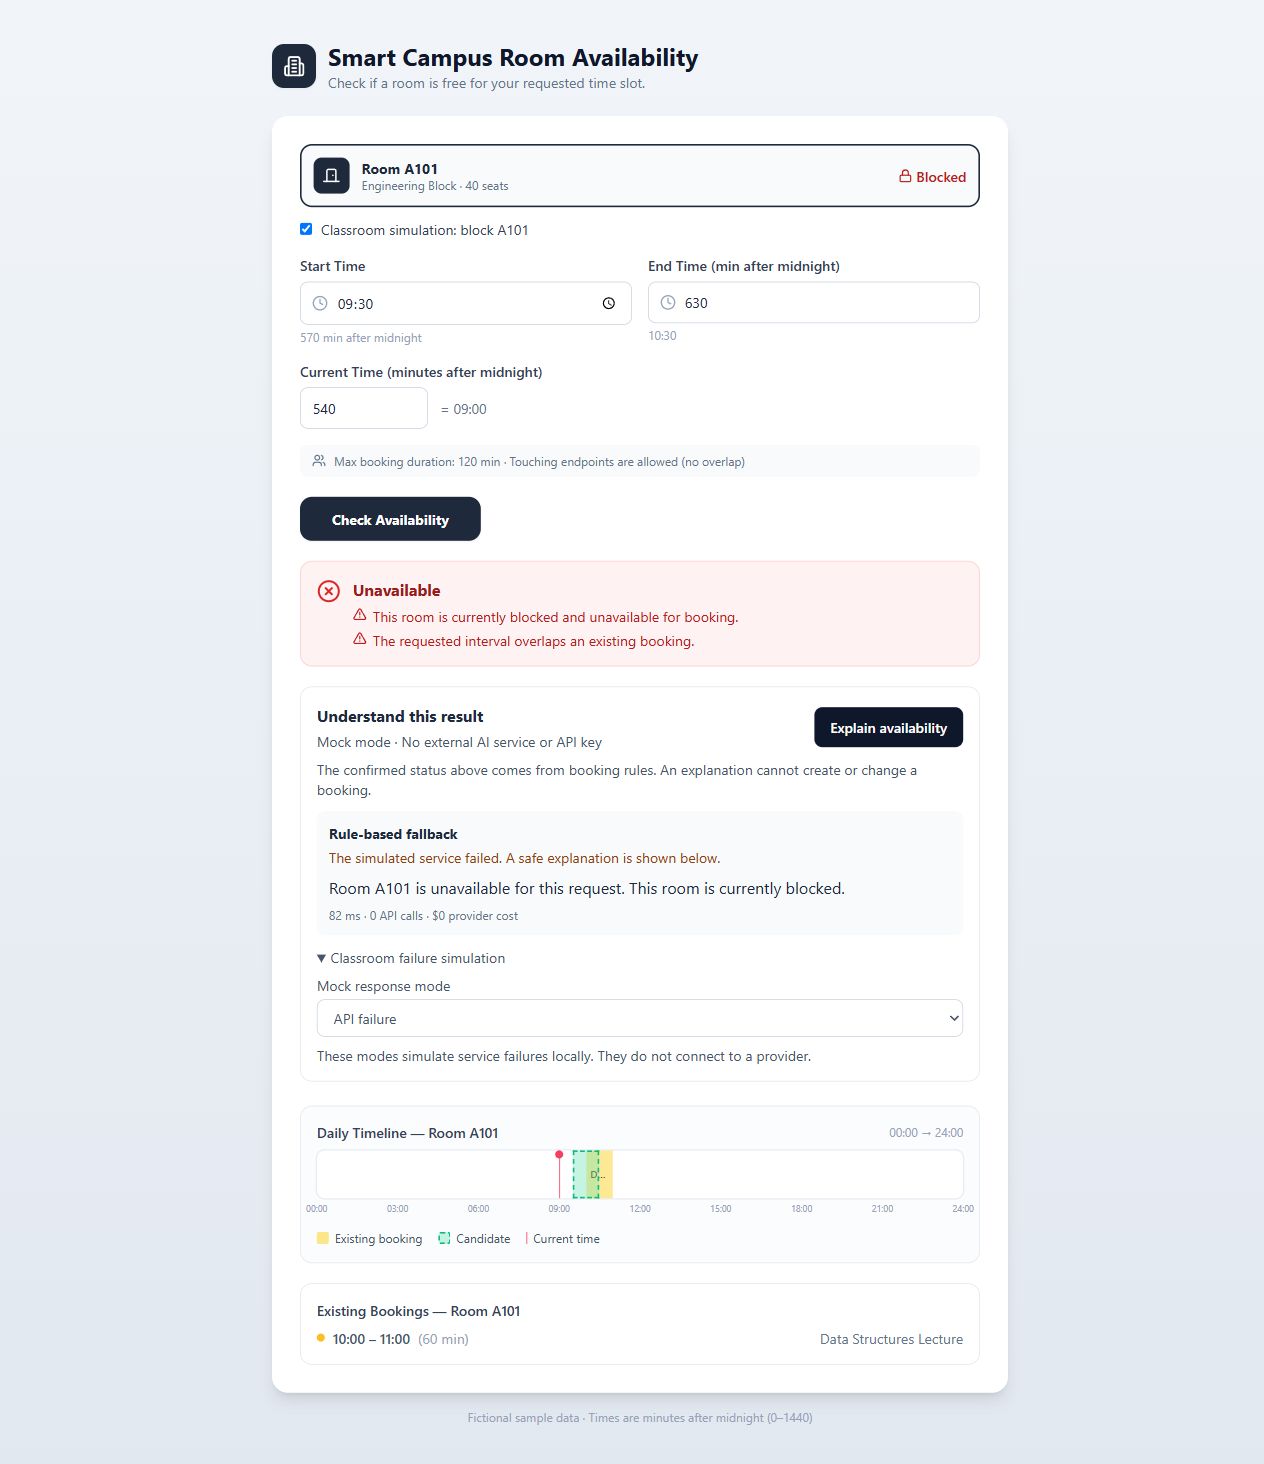 Smart Campus Room Availability
Check if a room is free for your requested time slot.
Room A101
Engineering Block · 40 seats
Blocked
Classroom simulation: block A101
Start Time
09:30
570 min after midnight
End Time (min after midnight)
630
10:30
Current Time (minutes after midnight)
540
= 09:00
Max booking duration: 120 min · Touching endpoints are allowed (no overlap)
Check Availability
Unavailable
This room is currently blocked and unavailable for booking.
The requested interval overlaps an existing booking.
Understand this result
Mock mode · No external AI service or API key
Explain availability
The confirmed status above comes from booking rules. An explanation cannot create or change a
booking.
Rule-based fallback
The simulated service failed. A safe explanation is shown below.
Room A101 is unavailable for this request. This room is currently blocked.
82 ms · 0 API calls · $0 provider cost
▼ Classroom failure simulation
Mock response mode
API failure
These modes simulate service failures locally. They do not connect to a provider.
Daily Timeline — Room A101
00:00 → 24:00
D...
00:00 03:00 06:00 09:00 12:00 15:00 18:00 21:00 24:00
Existing booking Candidate Current time
Existing Bookings — Room A101
10:00 – 11:00 (60 min)
Data Structures Lecture
Fictional sample data · Times are minutes after midnight (0–1440)